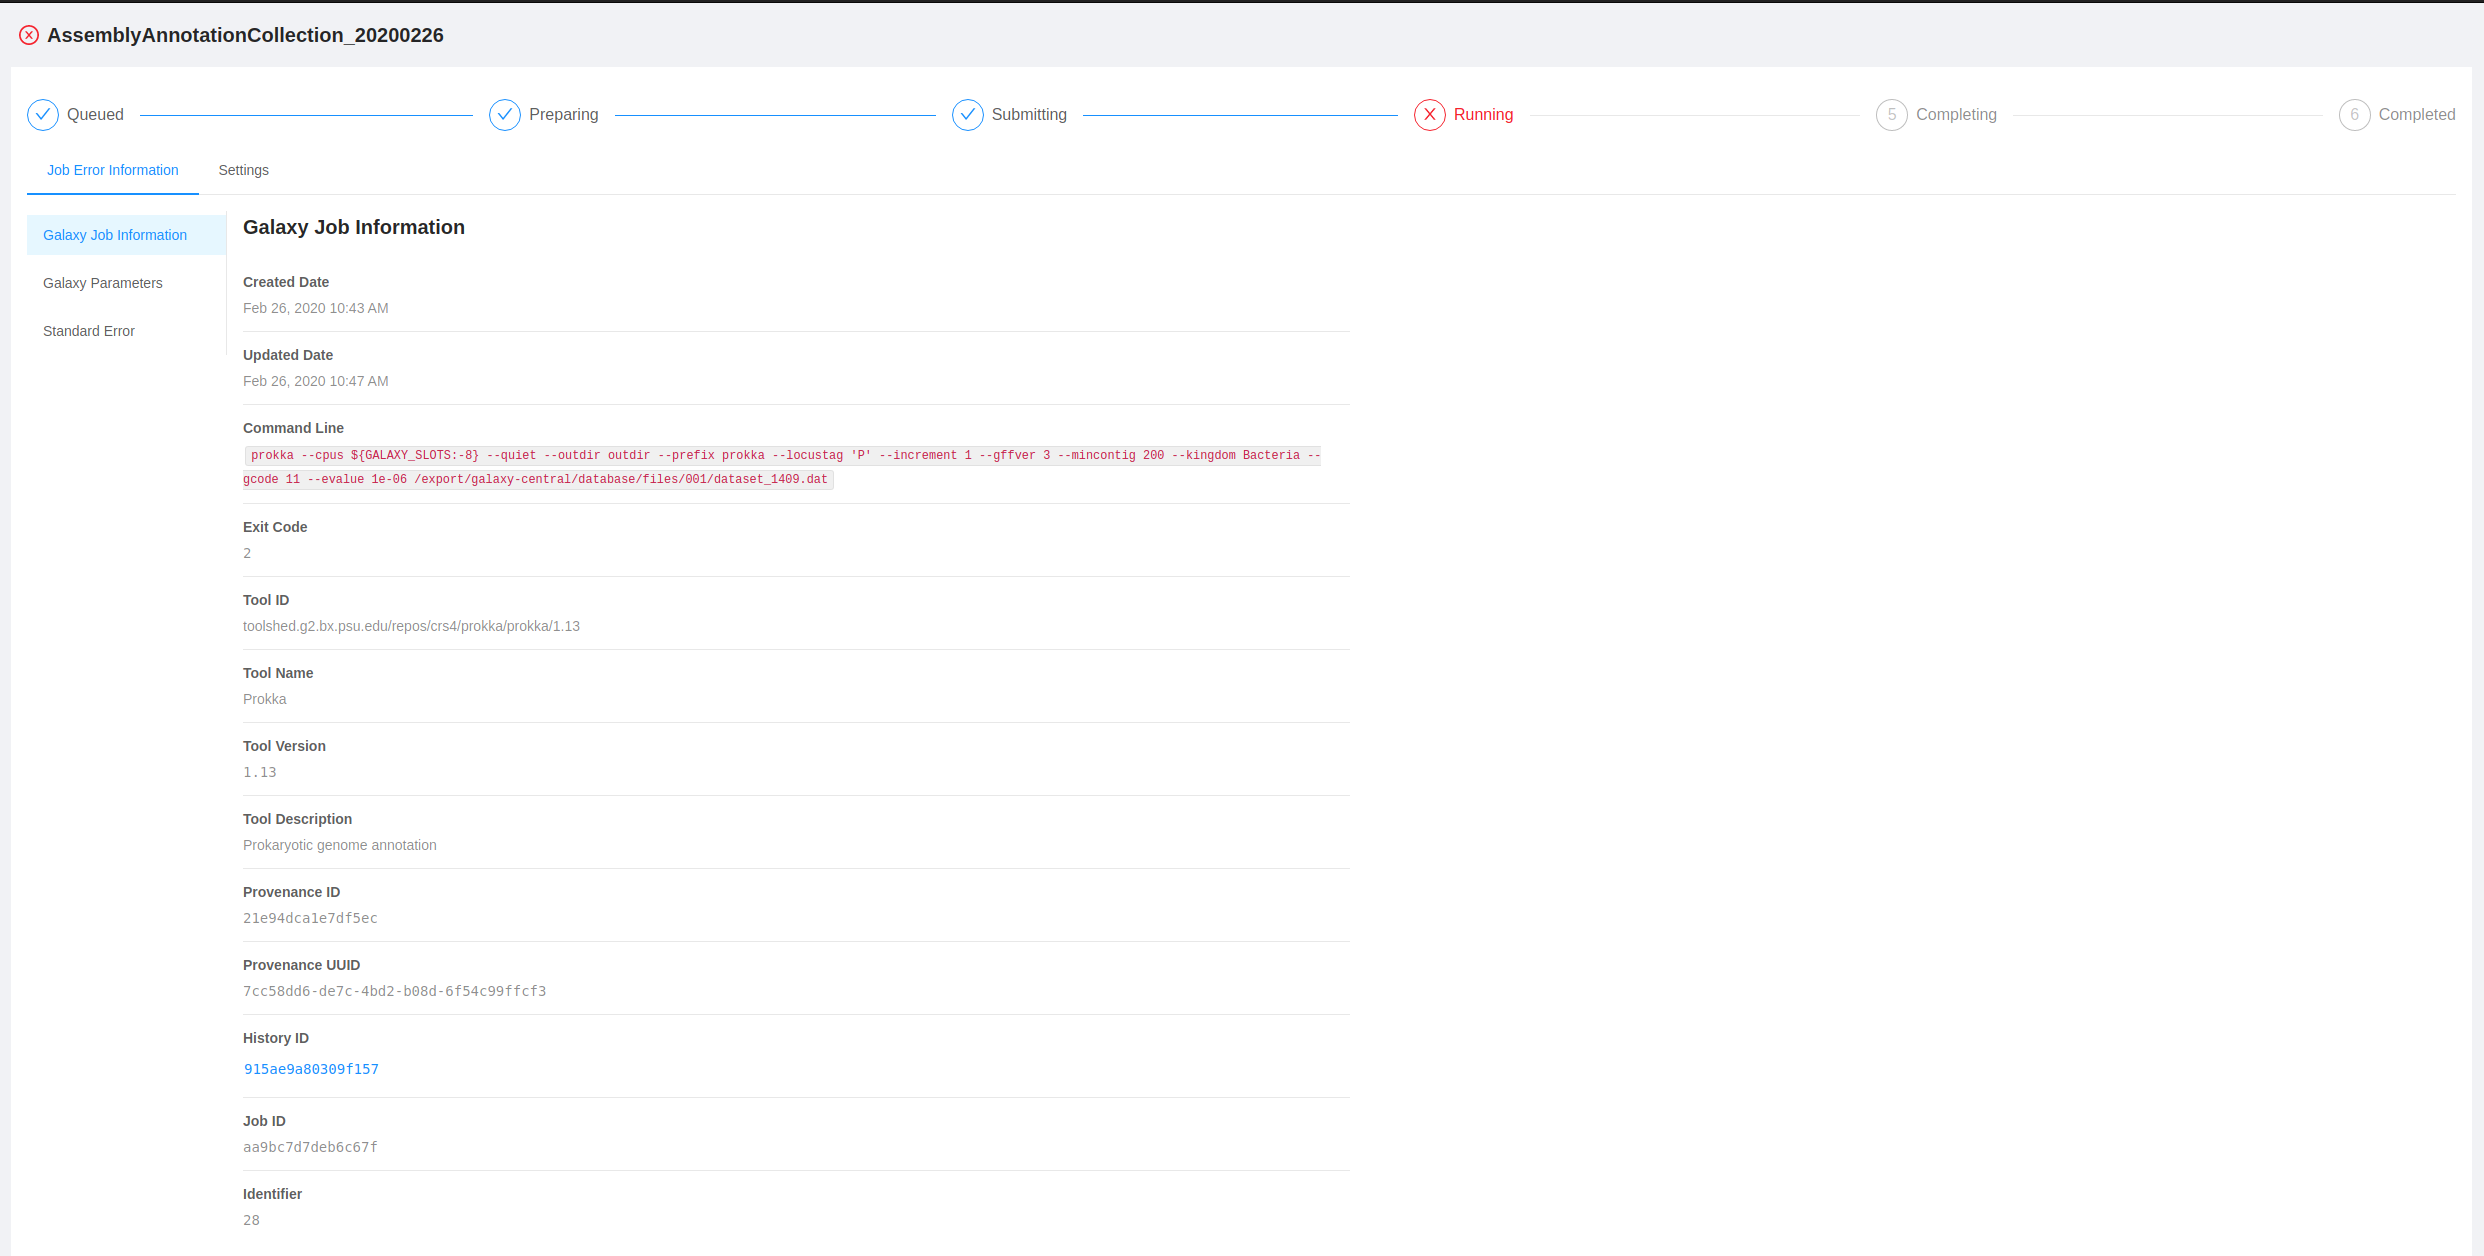 AssemblyAnnotationCollection_20200226
Queued
Preparing
Submitting
Running
5 Completing
6 Completed
Job Error Information
Settings
Galaxy Job Information
Galaxy Parameters
Standard Error
Galaxy Job Information
Created Date
Feb 26, 2020 10:43 AM
Updated Date
Feb 26, 2020 10:47 AM
Command Line
prokka --cpus ${GALAXY_SLOTS:-8} --quiet --outdir outdir --prefix prokka --locustag 'P' --increment 1 --gffver 3 --mincontig 200 --kingdom Bacteria --
gcode 11 --evalue 1e-06 /export/galaxy-central/database/files/001/dataset_1409.dat
Exit Code
2
Tool ID
toolshed.g2.bx.psu.edu/repos/crs4/prokka/prokka/1.13
Tool Name
Prokka
Tool Version
1.13
Tool Description
Prokaryotic genome annotation
Provenance ID
21e94dca1e7df5ec
Provenance UUID
7cc58dd6-de7c-4bd2-b08d-6f54c99ffcf3
History ID
915ae9a80309f157
Job ID
aa9bc7d7deb6c67f
Identifier
28